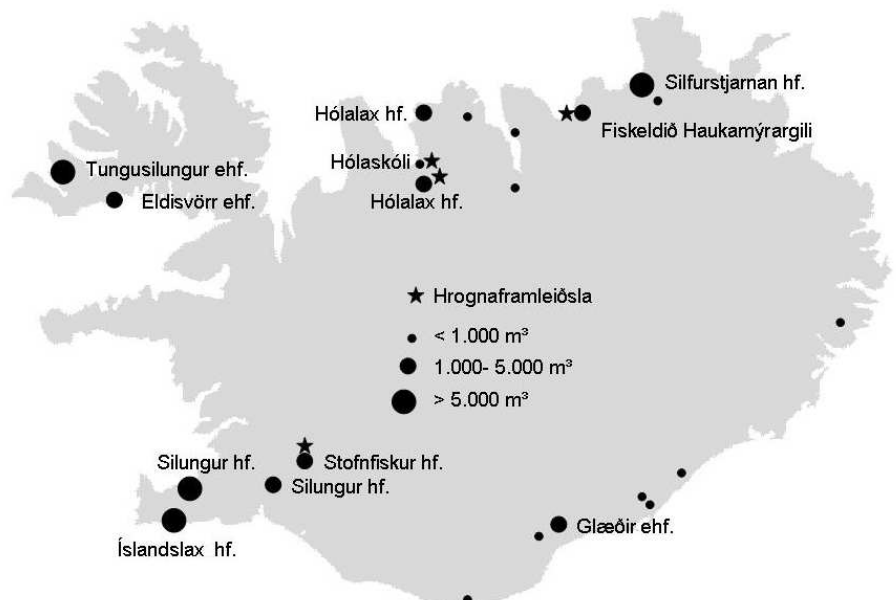 Silfurstjarnan hf.
Hólalax hf.
Fiskeldið Haukamýrargili
Hólaskóli
Tungusilungur ehf.
Eldisvörr ehf.
Hólalax hf.
Hrognaframleiðsla
< 1.000 m³
1.000- 5.000 m³
> 5.000 m³
Silungur hf.
Stofnfiskur hf.
Silungur hf.
Glæðir ehf.
Íslandslax hf.